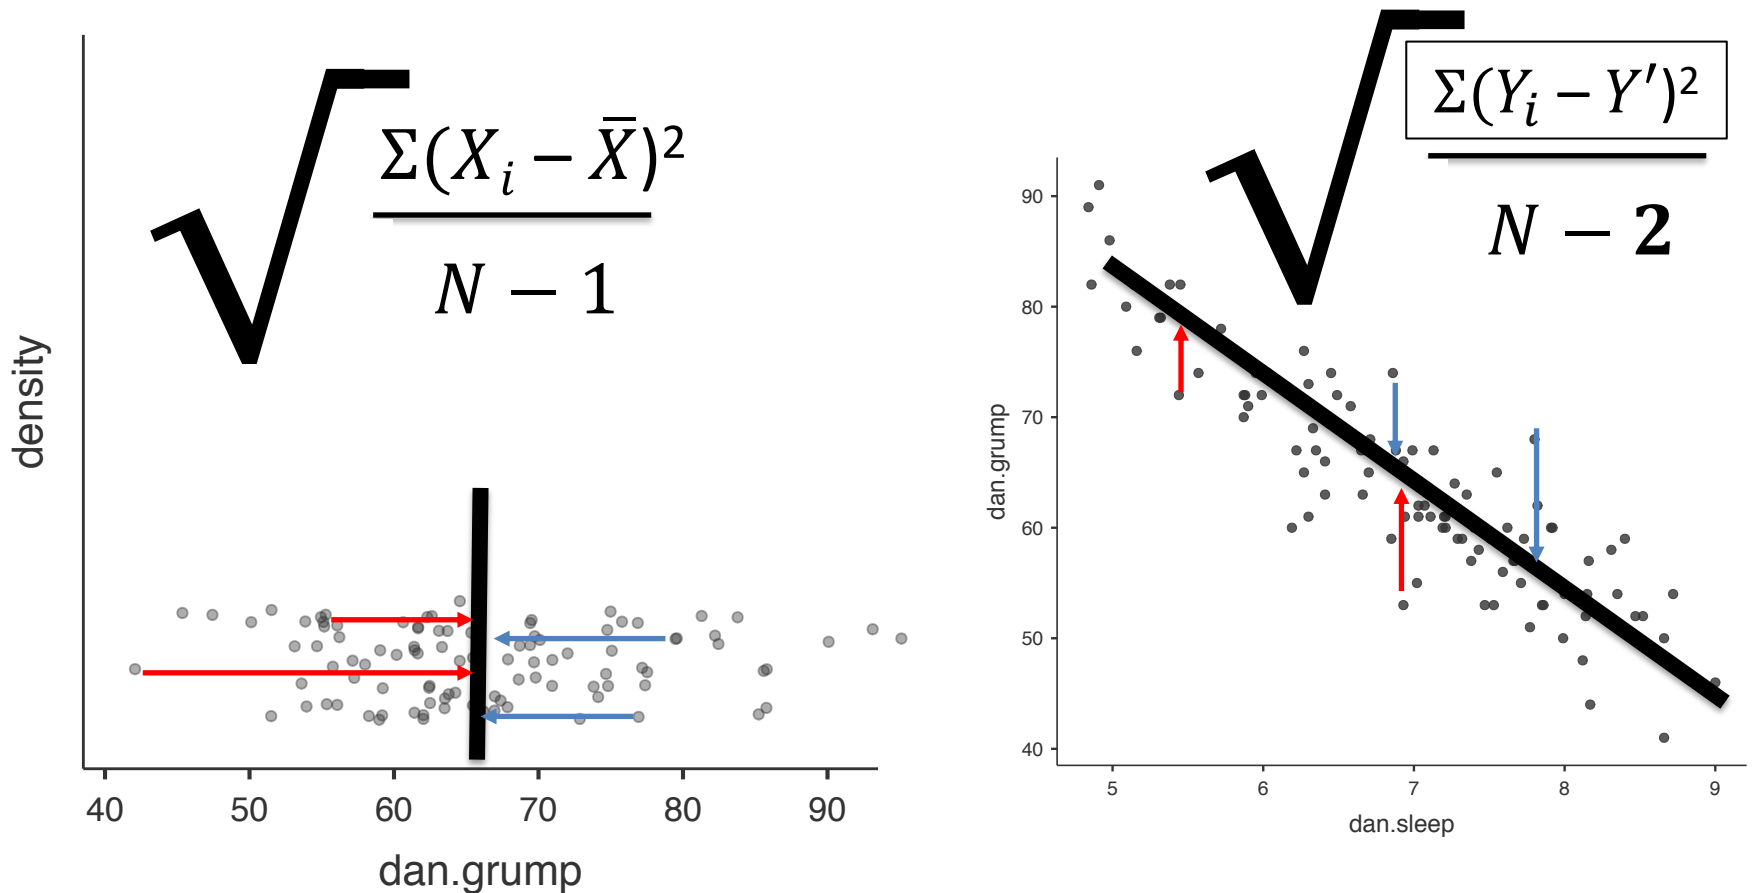 √
Σ(Xᵢ − X̄)²
N − 1
density
40 50 60 70 80 90
dan.grump
√
Σ(Yᵢ − Y′)²
N − 2
90
80
70
60
50
40
dan.grump
5 6 7 8 9
dan.sleep